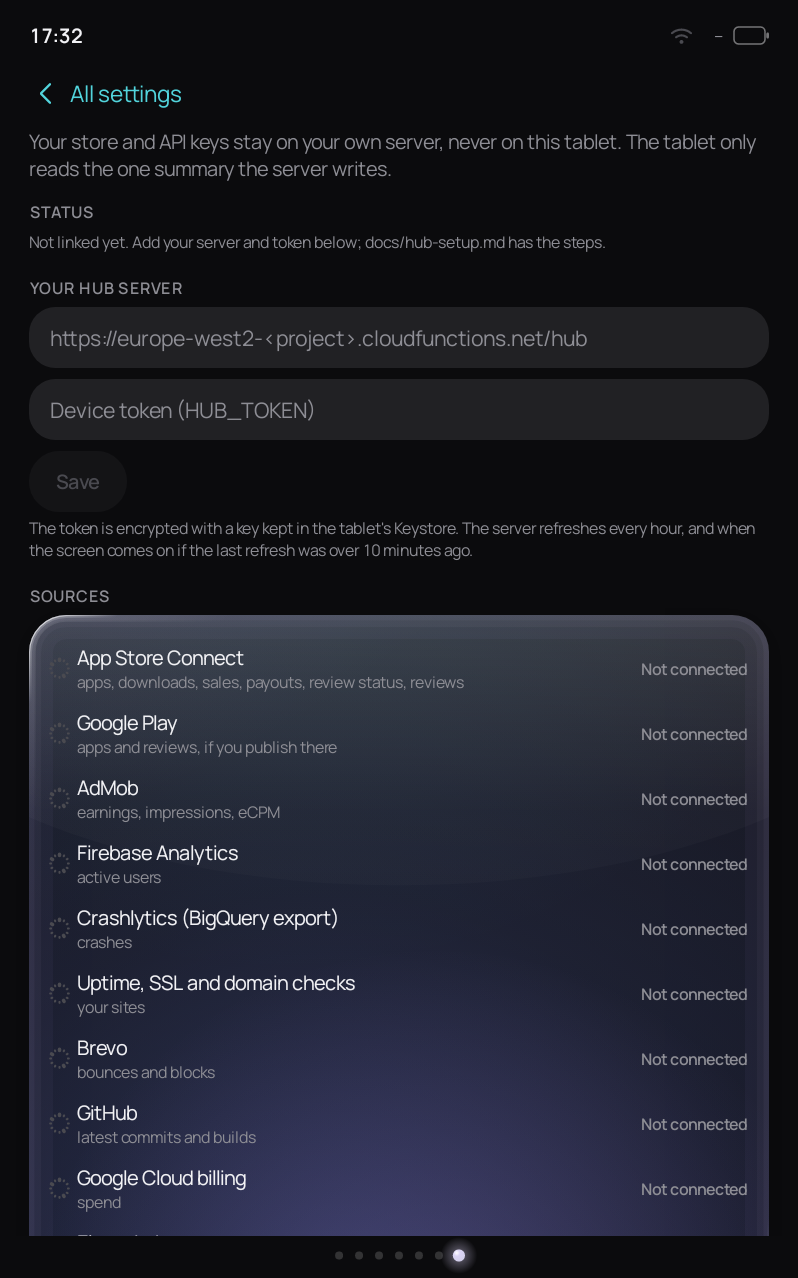 17:32
–
All settings
Your store and API keys stay on your own server, never on this tablet. The tablet only
reads the one summary the server writes.
STATUS
Not linked yet. Add your server and token below; docs/hub-setup.md has the steps.
YOUR HUB SERVER
https://europe-west2-<project>.cloudfunctions.net/hub
Device token (HUB_TOKEN)
Save
The token is encrypted with a key kept in the tablet's Keystore. The server refreshes every hour, and when
the screen comes on if the last refresh was over 10 minutes ago.
SOURCES
App Store Connect
apps, downloads, sales, payouts, review status, reviews
Not connected
Google Play
apps and reviews, if you publish there
Not connected
AdMob
earnings, impressions, eCPM
Not connected
Firebase Analytics
active users
Not connected
Crashlytics (BigQuery export)
crashes
Not connected
Uptime, SSL and domain checks
your sites
Not connected
Brevo
bounces and blocks
Not connected
GitHub
latest commits and builds
Not connected
Google Cloud billing
spend
Not connected